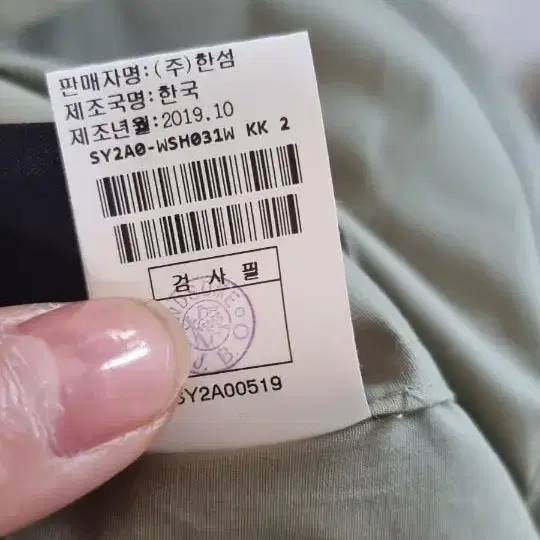 판매자명:(주)한섬
제조국명:한국
제조년월:2019.10
SY2A0-WSH031W KK 2
검 사 필
J.B.O
SY2A00519